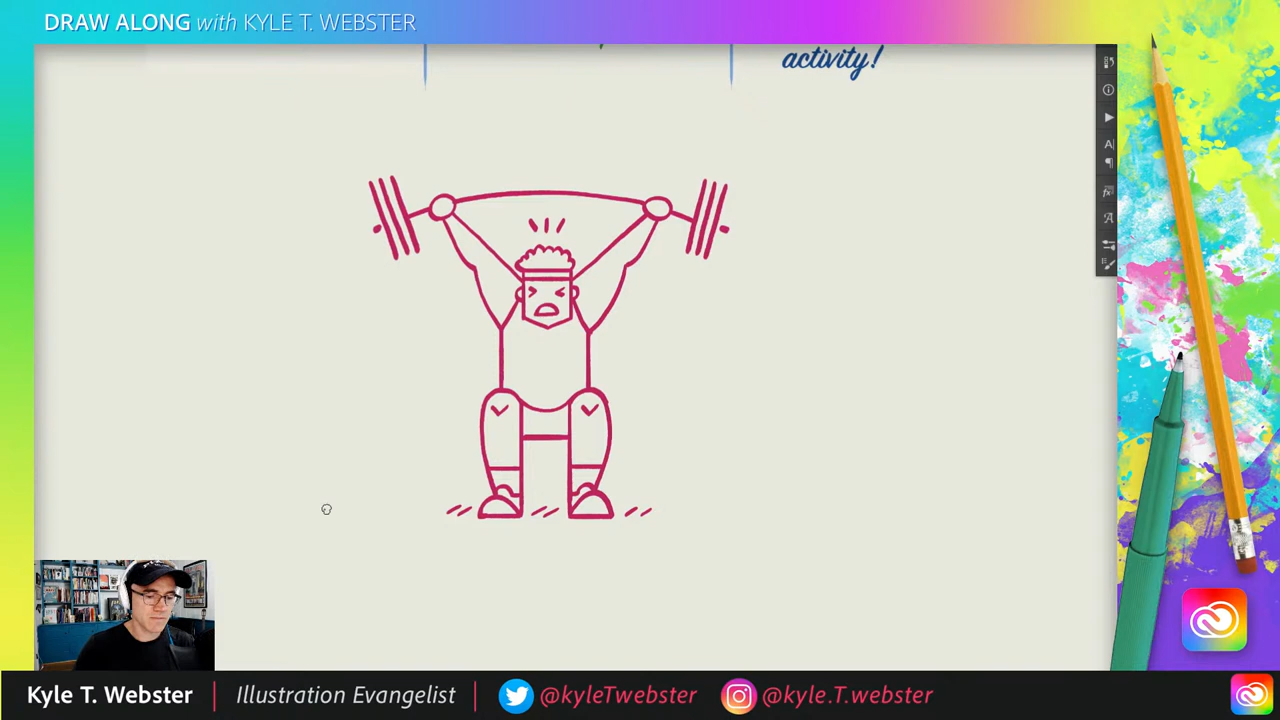 DRAW ALONG with KYLE T. WEBSTER
activity!
Kyle T. Webster | Illustration Evangelist | @kyleTwebster @kyle.T.webster